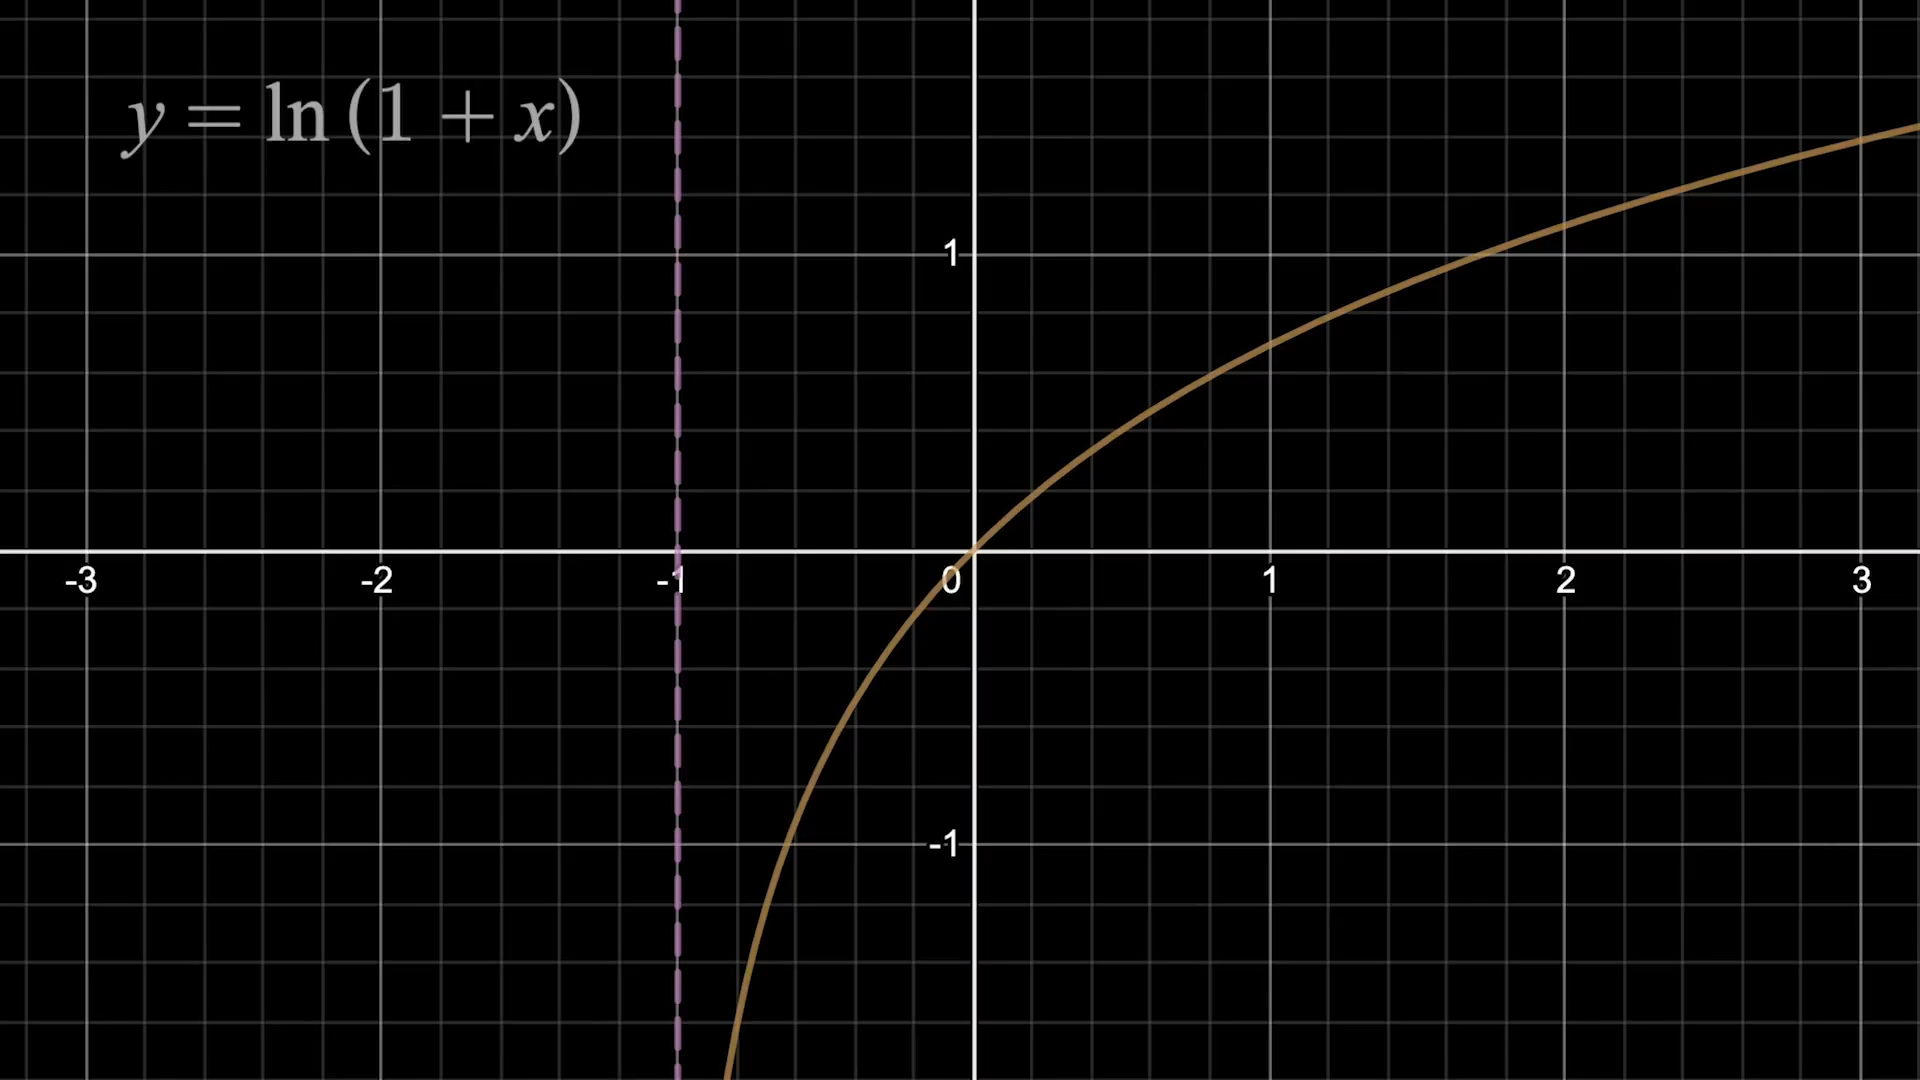 y = ln (1 + x)
1
-3 -2 -1 0 1 2 3
-1